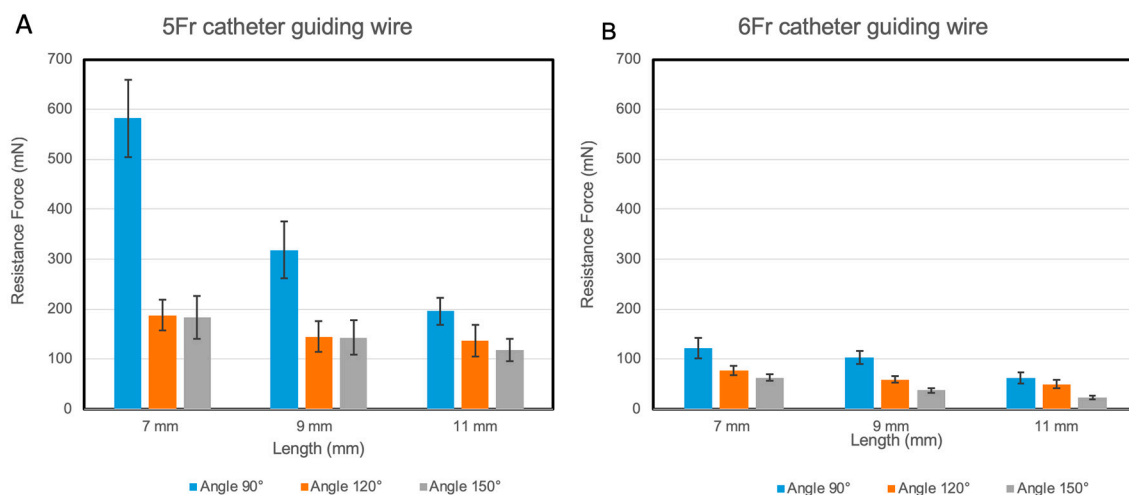 A
5Fr catheter guiding wire
700
600
500
400
300
200
100
0
Resistance Force (mN)
7 mm
9 mm
11 mm
Length (mm)
Angle 90°
Angle 120°
Angle 150°
B
6Fr catheter guiding wire
700
600
500
400
300
200
100
0
Resistance Force (mN)
7 mm
9 mm
11 mm
Length (mm)
Angle 90°
Angle 120°
Angle 150°